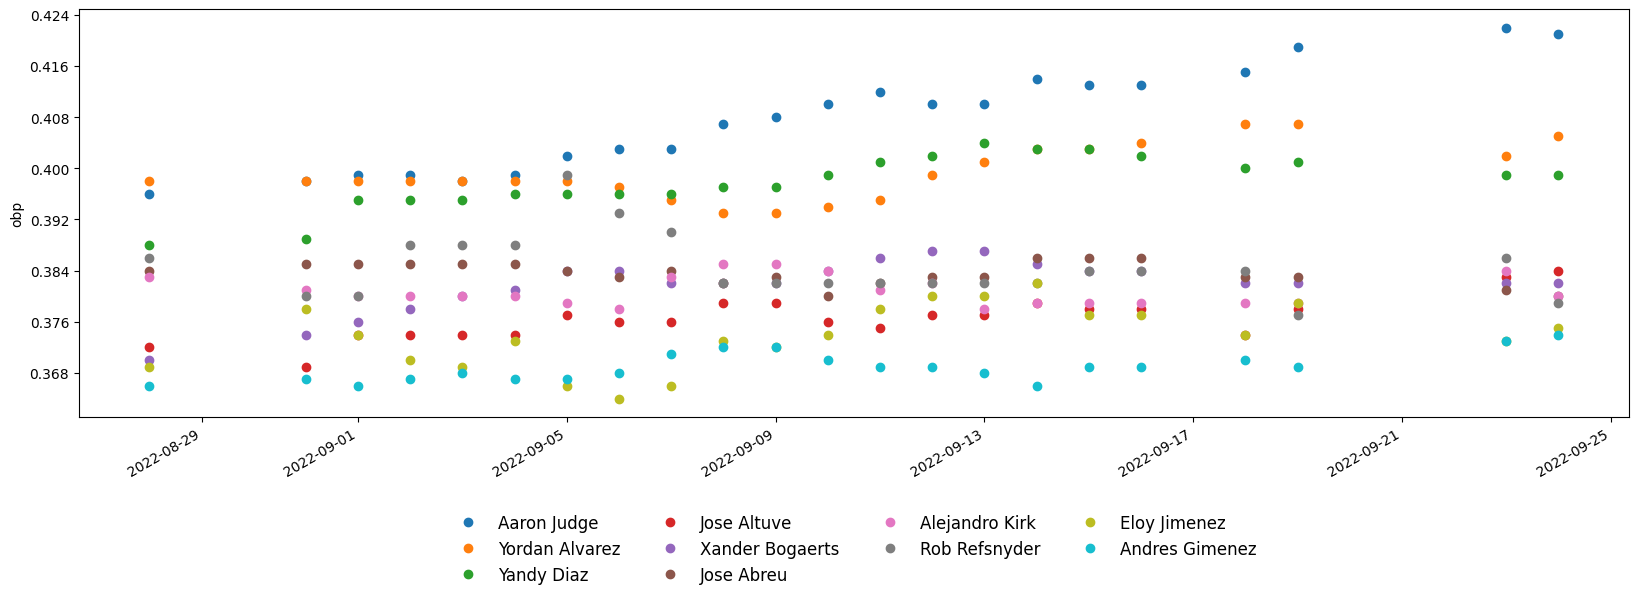 0.424
0.416
0.408
0.400
0.392
0.384
0.376
0.368
obp
2022-08-29
2022-09-01
2022-09-05
2022-09-09
2022-09-13
2022-09-17
2022-09-21
2022-09-25
Aaron Judge
Yordan Alvarez
Yandy Diaz
Jose Altuve
Xander Bogaerts
Jose Abreu
Alejandro Kirk
Rob Refsnyder
Eloy Jimenez
Andres Gimenez